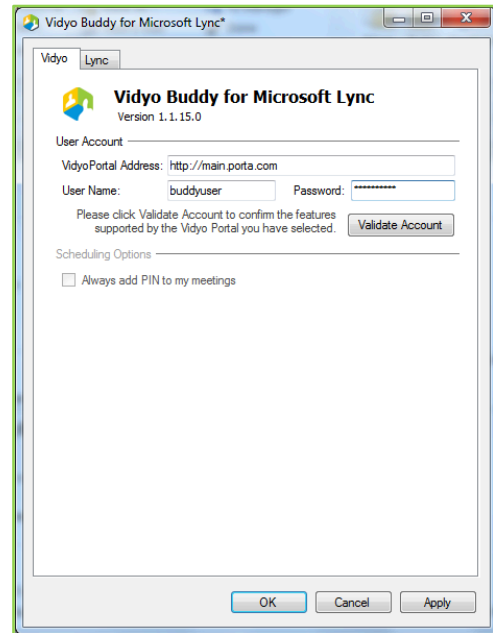 Vidyo Buddy for Microsoft Lync*
Vidyo Lync
Vidyo Buddy for Microsoft Lync
Version 1.1.15.0
User Account
VidyoPortal Address: http://main.porta.com
User Name: buddyuser Password: **********
Please click Validate Account to confirm the features
supported by the Vidyo Portal you have selected. Validate Account
Scheduling Options
Always add PIN to my meetings
OK Cancel Apply